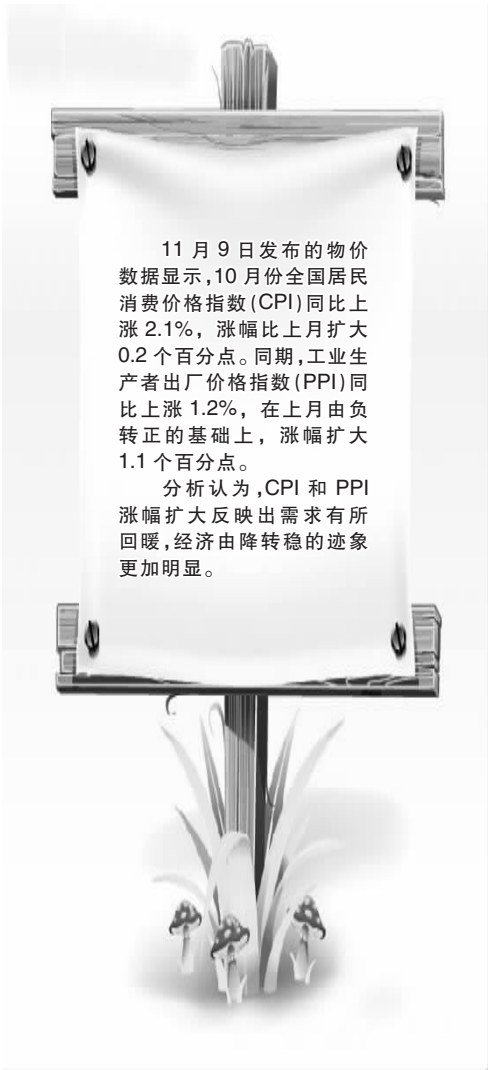 11 月 9 日发布的物价
数据显示,10 月份全国居民
消费价格指数(CPI)同比上
涨 2.1%，涨幅比上月扩大
0.2 个百分点。同期,工业生
产者出厂价格指数(PPI)同
比上涨 1.2%，在上月由负
转正的基础上，涨幅扩大
1.1 个百分点。
分析认为,CPI 和 PPI
涨幅扩大反映出需求有所
回暖,经济由降转稳的迹象
更加明显。